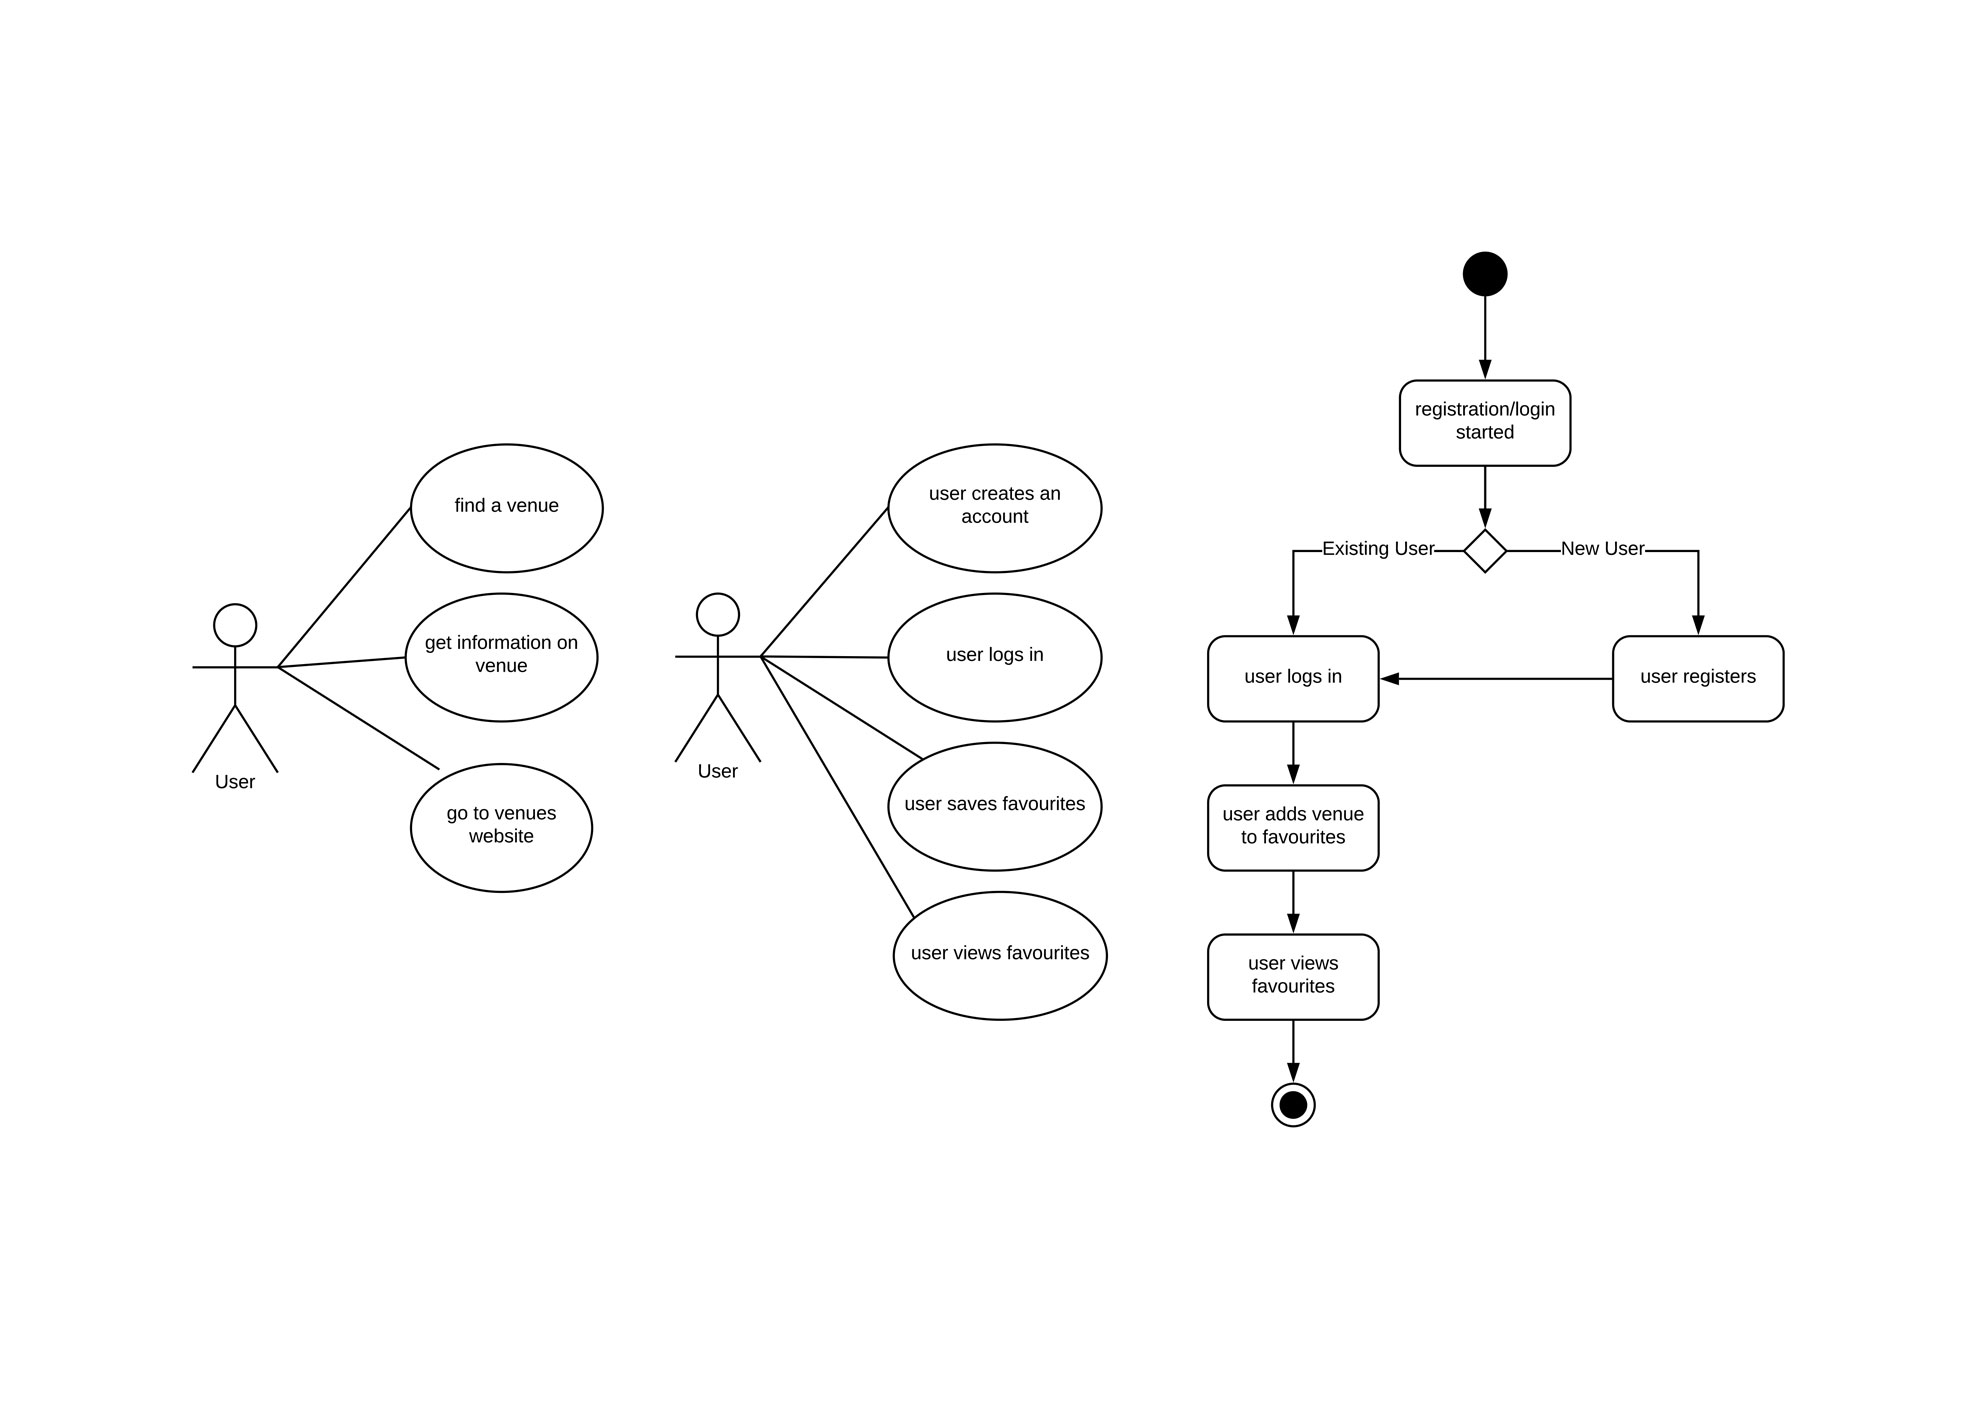 find a venue
get information on
venue
go to venues
website
User
user creates an
account
user logs in
user saves favourites
user views favourites
User
registration/login
started
Existing User
New User
user logs in
user registers
user adds venue
to favourites
user views
favourites